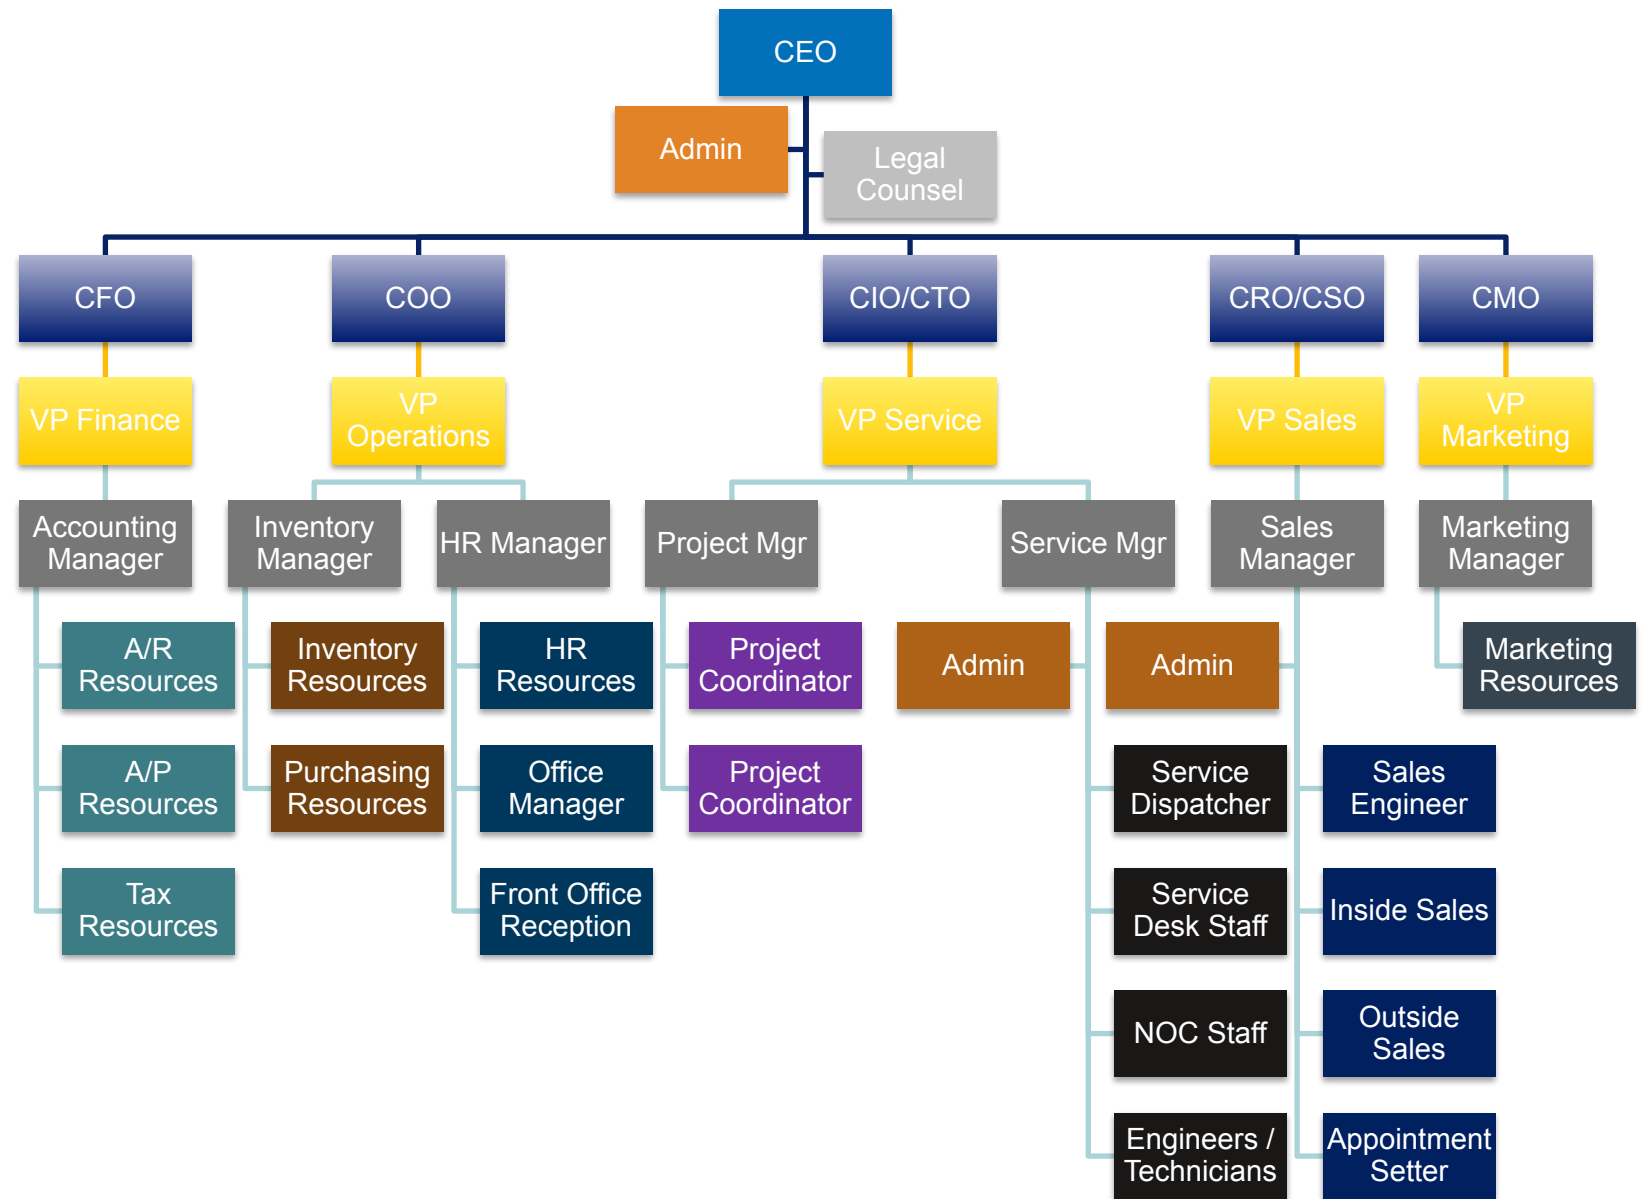 CEO
Admin
Legal
Counsel
CFO
COO
CIO/CTO
CRO/CSO
CMO
VP Finance
VP
Operations
VP Service
VP Sales
VP
Marketing
Accounting
Manager
Inventory
Manager
HR Manager
Project Mgr
Service Mgr
Sales
Manager
Marketing
Manager
A/R
Resources
Inventory
Resources
HR
Resources
Project
Coordinator
Admin
Admin
Marketing
Resources
A/P
Resources
Purchasing
Resources
Office
Manager
Project
Coordinator
Service
Dispatcher
Sales
Engineer
Tax
Resources
Front Office
Reception
Service
Desk Staff
Inside Sales
NOC Staff
Outside
Sales
Engineers /
Technicians
Appointment
Setter